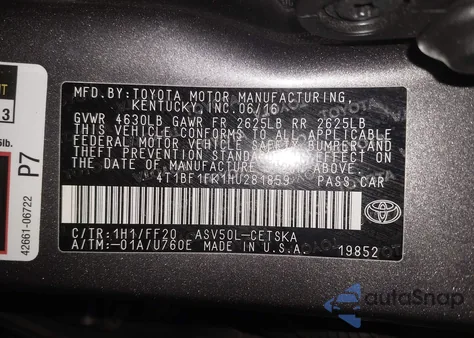 MFD.BY: TOYOTA MOTOR MANUFACTURING,
KENTUCKY, INC. 06/16
GVWR 4630LB GAWR FR 2625LB RR 2625LB
THIS VEHICLE CONFORMS TO ALL APPLICABLE
FEDERAL MOTOR VEHICLE SAFETY, BUMPER, AND
THEFT PREVENTION STANDARDS IN EFFECT ON
THE DATE OF MANUFACTURE SHOWN ABOVE.
4T1BF1FK1HU281859 PASS.CAR
C/TR: 1H1/FF20 ASV50L-CETSKA
A/TM: -01A/U760E MADE IN U.S.A.
19852
TOYOTA
P7
42661-06722
13
autoSnap